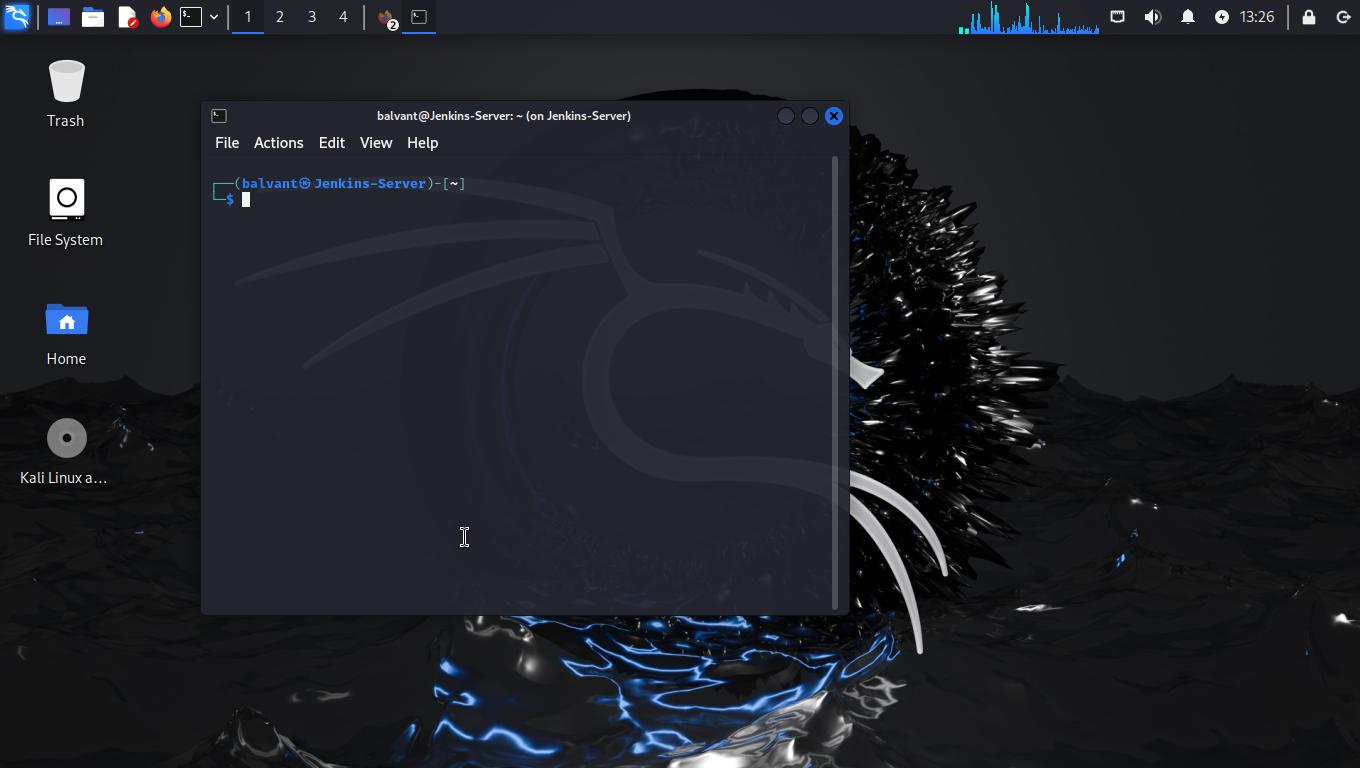 1 2 3 4
2
13:26
Trash
File System
Home
Kali Linux a...
balvant@Jenkins-Server: ~ (on Jenkins-Server)
File Actions Edit View Help
┌──(balvant㉿Jenkins-Server)-[~]
└─$